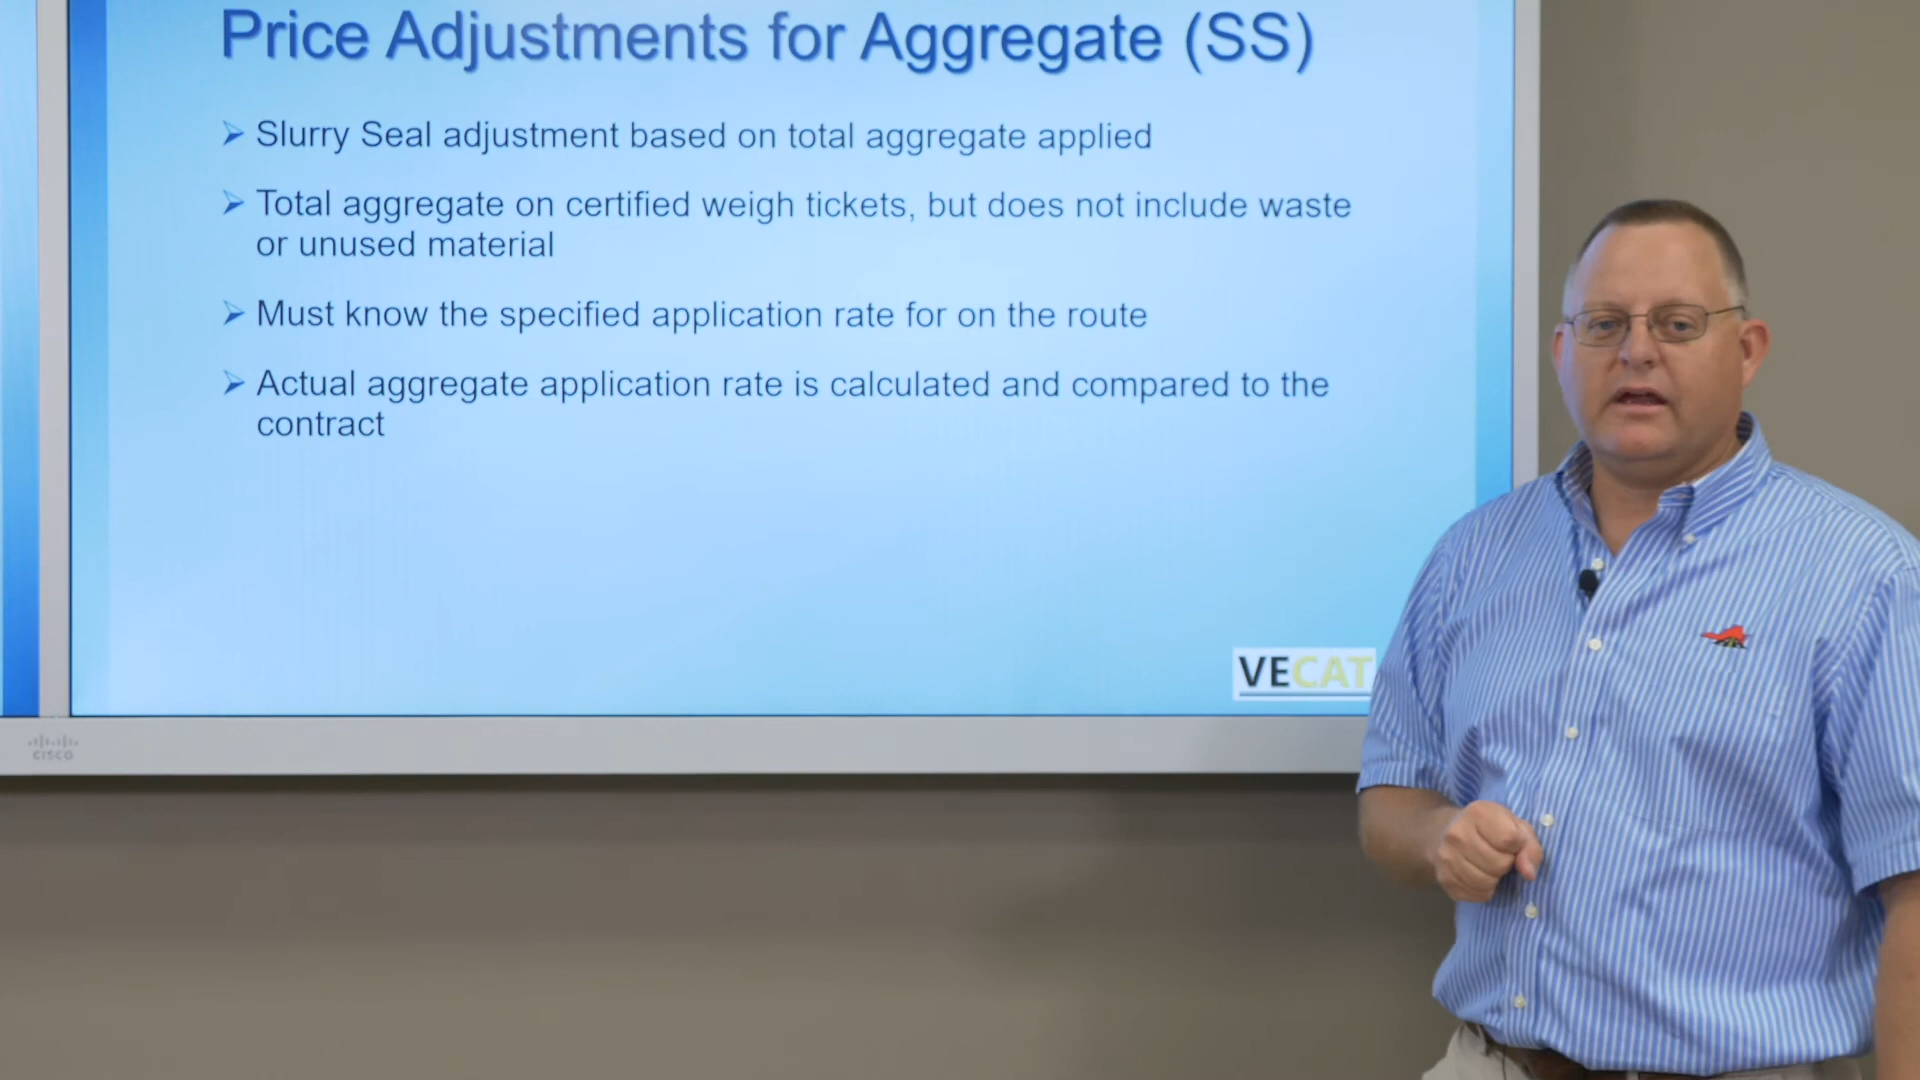 Price Adjustments for Aggregate (SS)
Slurry Seal adjustment based on total aggregate applied
Total aggregate on certified weigh tickets, but does not include waste
or unused material
Must know the specified application rate for on the route
Actual aggregate application rate is calculated and compared to the
contract
VECAT
CISCO